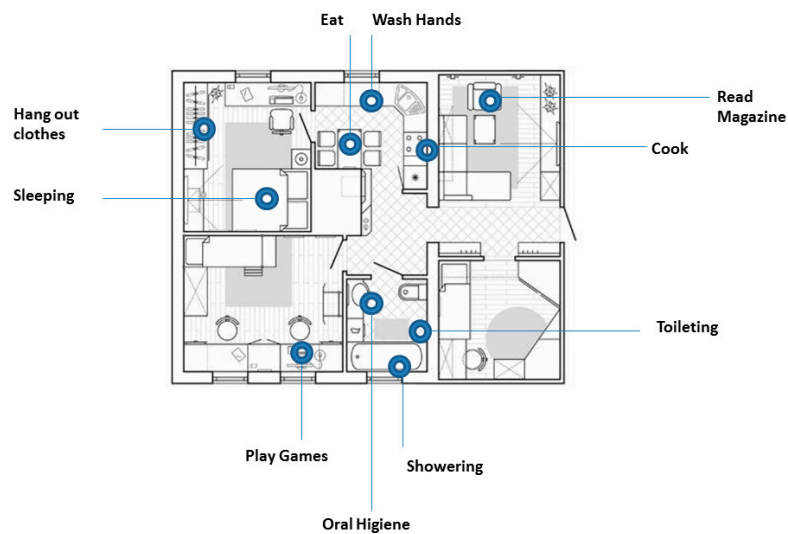 Eat
Wash Hands
Hang out
clothes
Read
Magazine
Cook
Sleeping
Toileting
Play Games
Showering
Oral Higiene